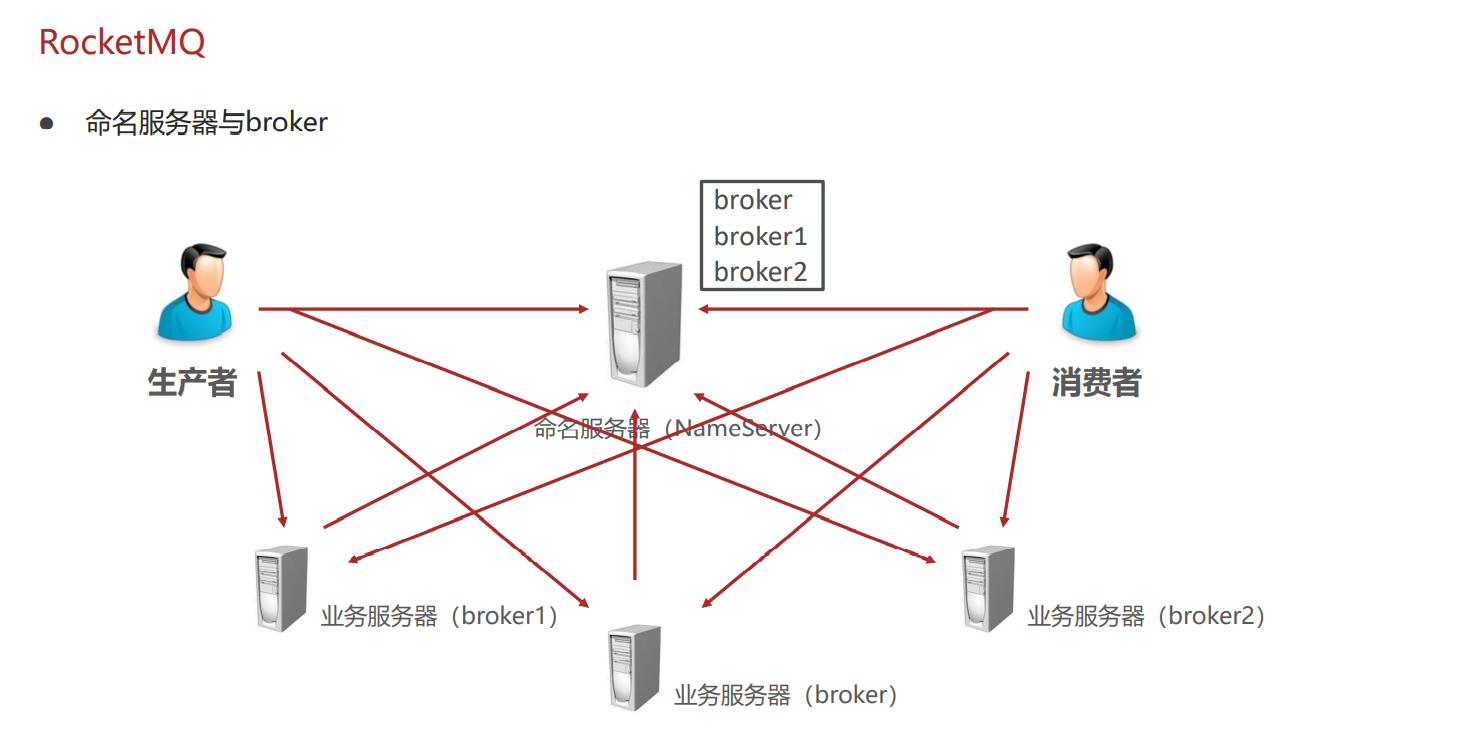 RocketMQ
● 命名服务器与broker
broker
broker1
broker2
生产者
消费者
命名服务器（NameServer）
业务服务器（broker1）
业务服务器（broker2）
业务服务器（broker）